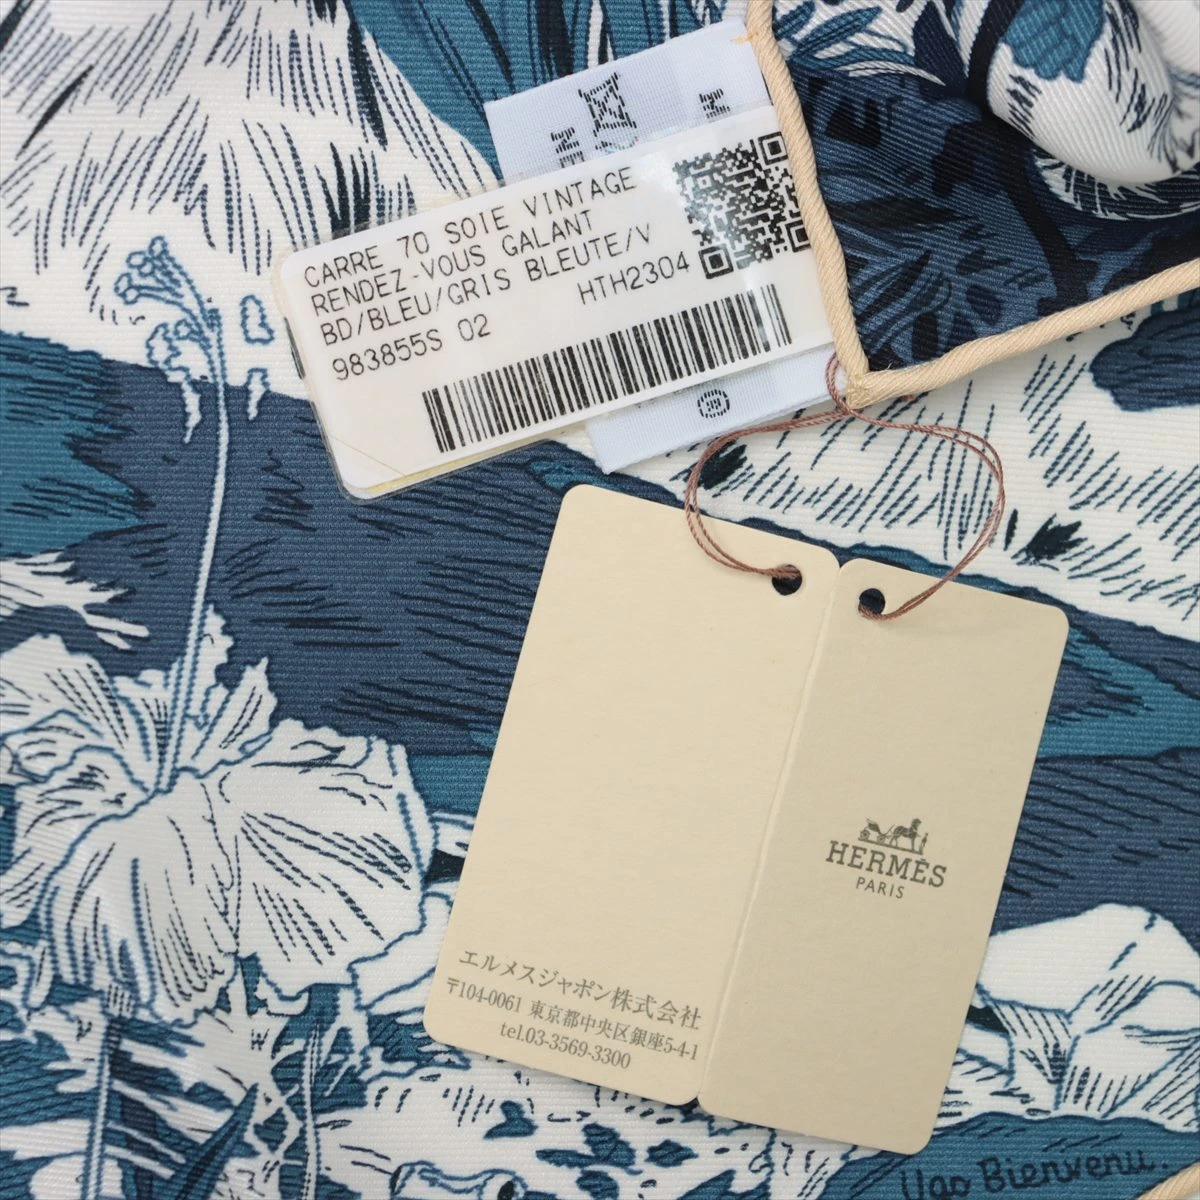 CARRE 70 SOIE VINTAGE
RENDEZ-VOUS GALANT
BD/BLEU/GRIS BLEUTE/V
HTH2304
983855S 02
HERMÈS
PARIS
エルメスジャポン株式会社
〒104-0061 東京都中央区銀座5-4-1
tel.03-3569-3300
Ugo Bienvenu.